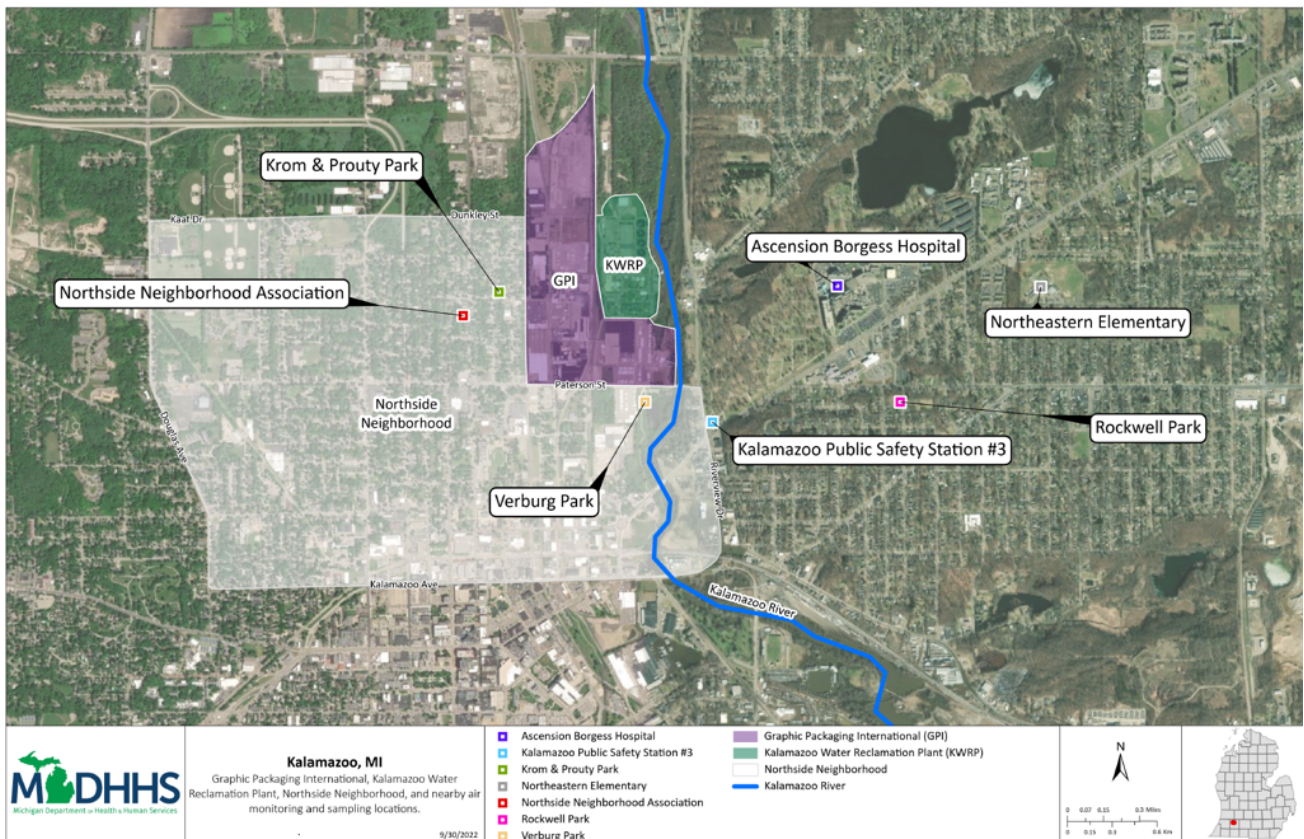 Krom & Prouty Park
Kaat Dr
Dunkley St
Ascension Borgess Hospital
KWRP
GPI
Northside Neighborhood Association
Northeastern Elementary
Paterson St
Northside
Neighborhood
Douglas Ave
Rockwell Park
Kalamazoo Public Safety Station #3
Riverview Dr
Verburg Park
Kalamazoo Ave
Kalamazoo River
MDHHS
Michigan Department of Health & Human Services
Kalamazoo, MI
Graphic Packaging International, Kalamazoo Water
Reclamation Plant, Northside Neighborhood, and nearby air
monitoring and sampling locations.
9/30/2022
Ascension Borgess Hospital
Kalamazoo Public Safety Station #3
Krom & Prouty Park
Northeastern Elementary
Northside Neighborhood Association
Rockwell Park
Verburg Park
Graphic Packaging International (GPI)
Kalamazoo Water Reclamation Plant (KWRP)
Northside Neighborhood
Kalamazoo River
N
0 0.07 0.15 0.3 Miles
0 0.15 0.3 0.6 Km